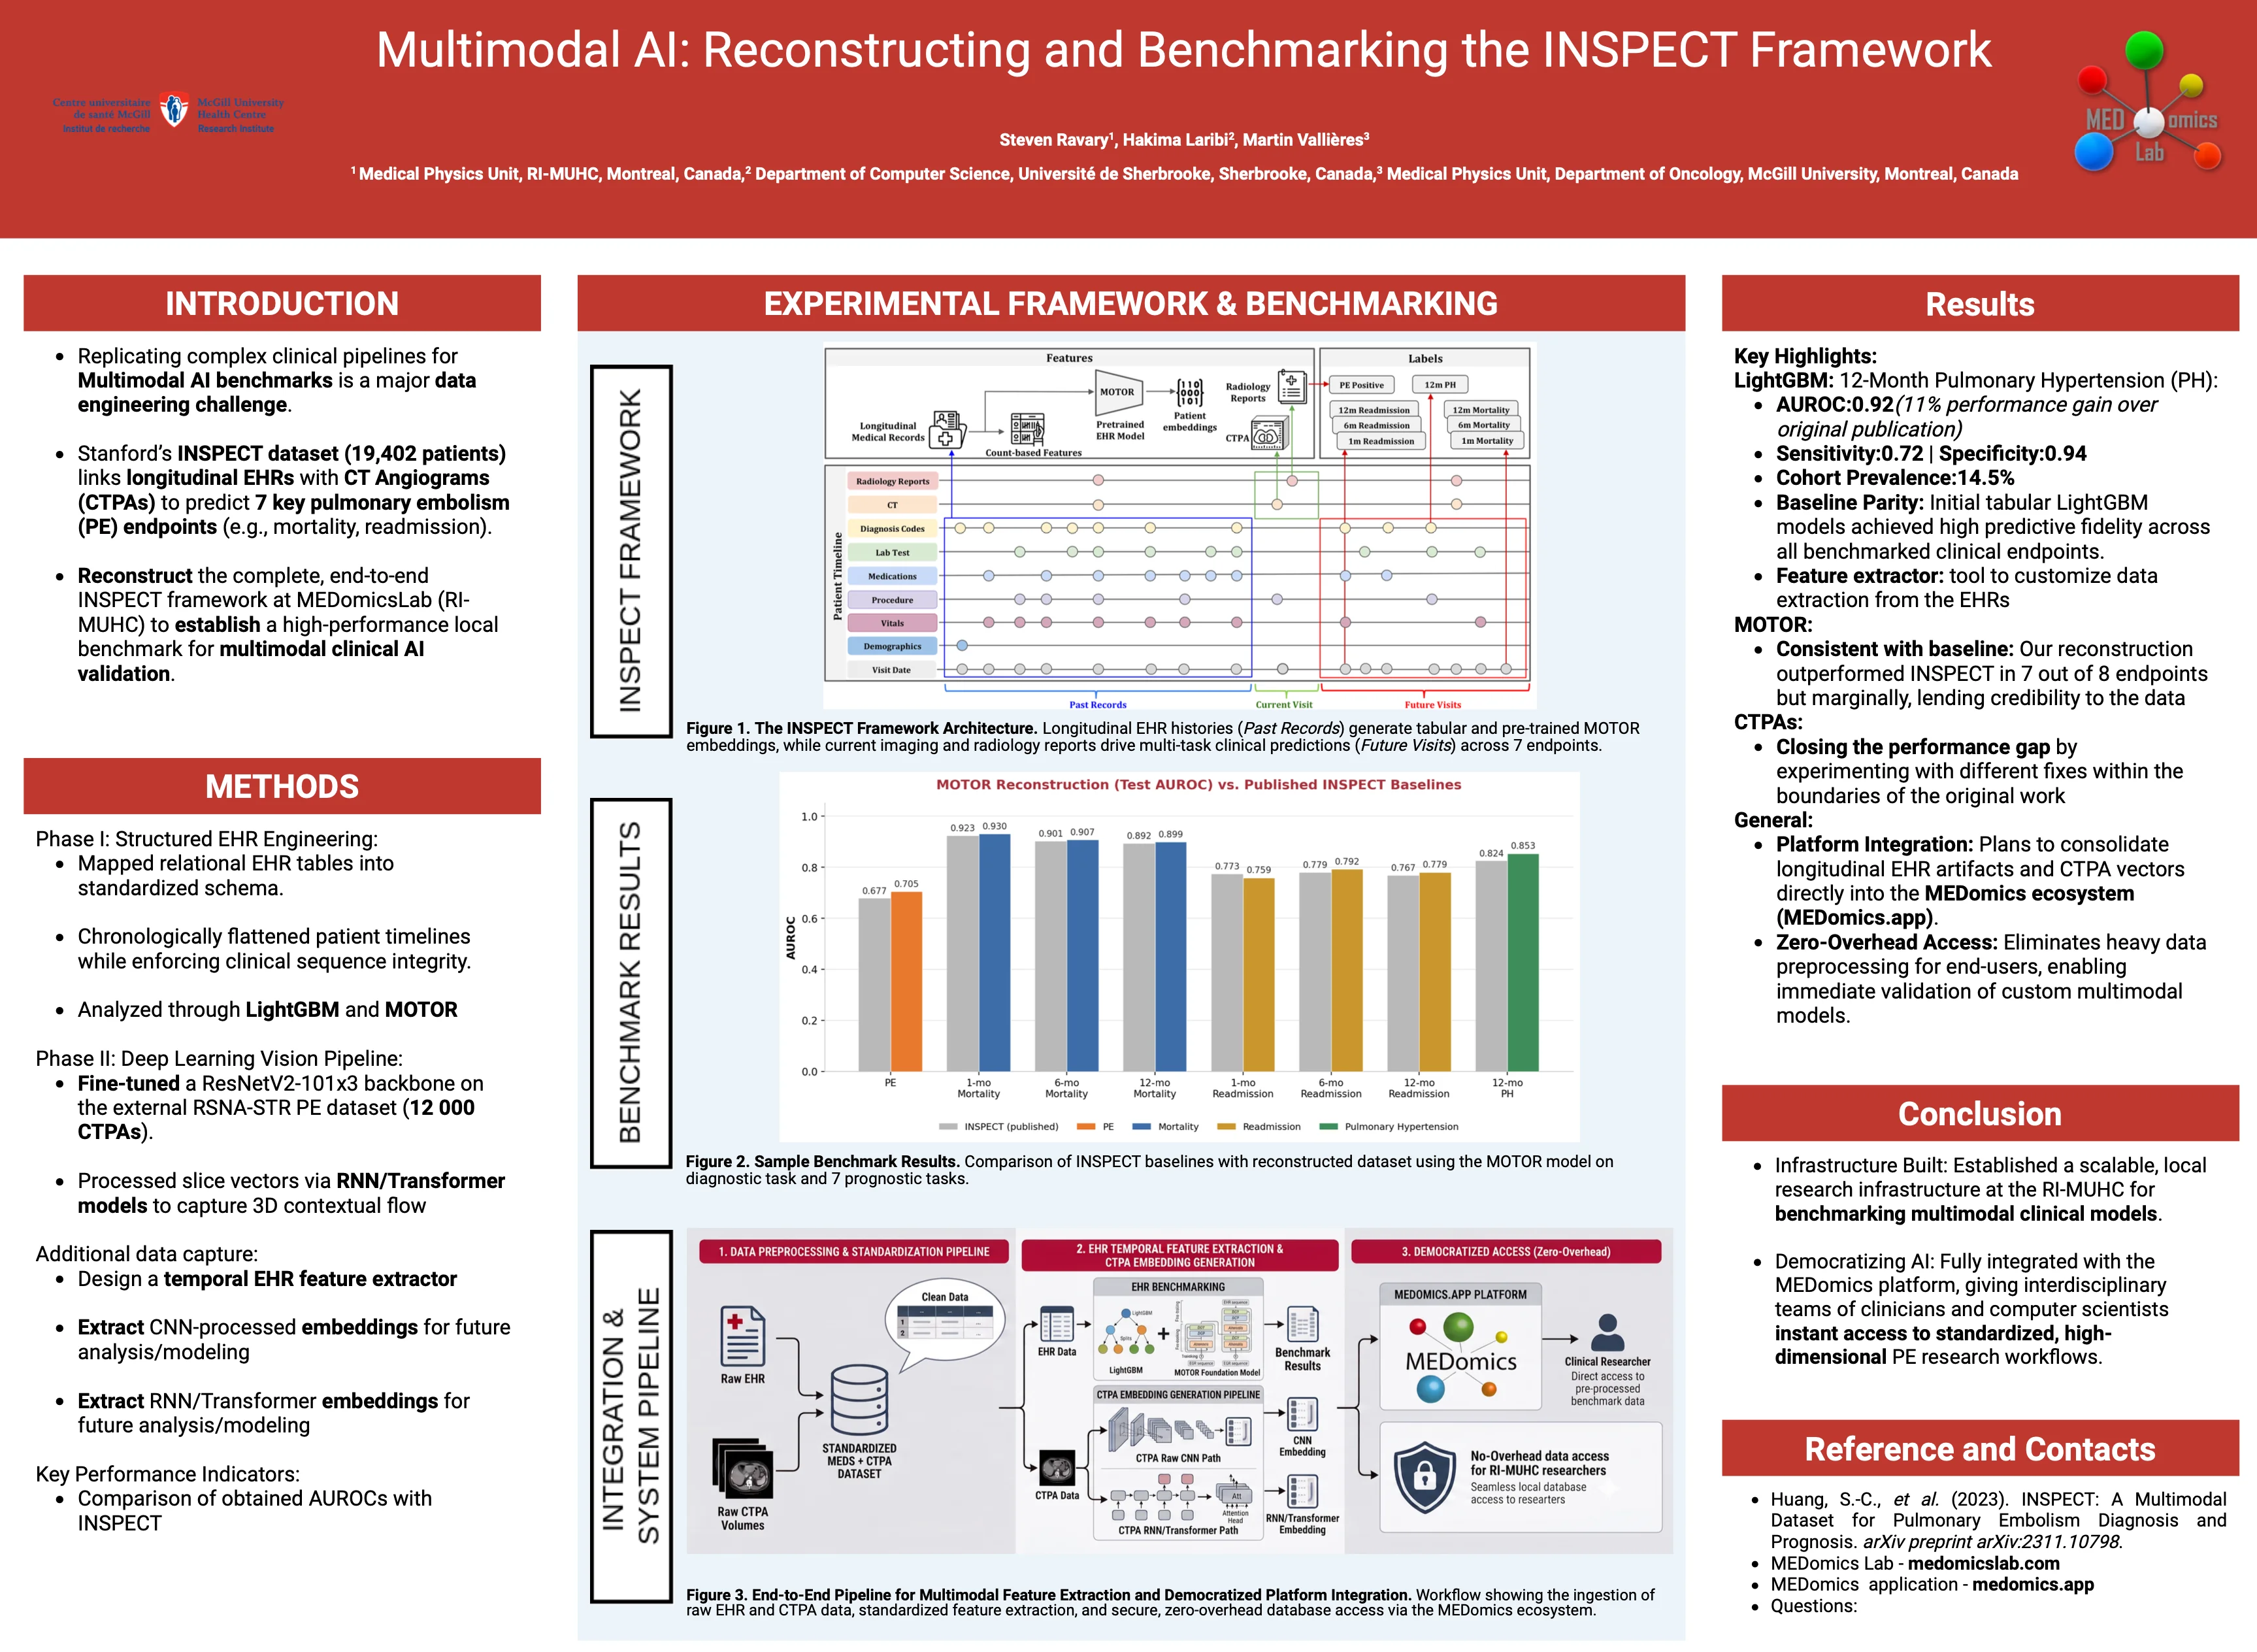 Multimodal AI: Reconstructing and Benchmarking the INSPECT Framework
Centre universitaire
de santé McGill
Institut de recherche
McGill University
Health Centre
Research Institute
Steven Ravary¹, Hakima Laribi², Martin Vallières³
¹ Medical Physics Unit, RI-MUHC, Montreal, Canada,² Department of Computer Science, Université de Sherbrooke, Sherbrooke, Canada,³ Medical Physics Unit, Department of Oncology, McGill University, Montreal, Canada
MED omics
Lab
INTRODUCTION
• Replicating complex clinical pipelines for
Multimodal AI benchmarks is a major data
engineering challenge.
• Stanford's INSPECT dataset (19,402 patients)
links longitudinal EHRs with CT Angiograms
(CTPAs) to predict 7 key pulmonary embolism
(PE) endpoints (e.g., mortality, readmission).
• Reconstruct the complete, end-to-end
INSPECT framework at MEDomicsLab (RI-
MUHC) to establish a high-performance local
benchmark for multimodal clinical AI
validation.
METHODS
Phase I: Structured EHR Engineering:
• Mapped relational EHR tables into
standardized schema.
• Chronologically flattened patient timelines
while enforcing clinical sequence integrity.
• Analyzed through LightGBM and MOTOR
Phase II: Deep Learning Vision Pipeline:
• Fine-tuned a ResNetV2-101x3 backbone on
the external RSNA-STR PE dataset (12 000
CTPAs).
• Processed slice vectors via RNN/Transformer
models to capture 3D contextual flow
Additional data capture:
• Design a temporal EHR feature extractor
• Extract CNN-processed embeddings for future
analysis/modeling
• Extract RNN/Transformer embeddings for
future analysis/modeling
Key Performance Indicators:
• Comparison of obtained AUROCs with
INSPECT
EXPERIMENTAL FRAMEWORK & BENCHMARKING
INSPECT FRAMEWORK
Features
Labels
Longitudinal
Medical Records
Count-based Features
MOTOR
Pretrained
EHR Model
110
000
101
Patient
embeddings
Radiology
Reports
CTPA
PE Positive
12m PH
12m Readmission
6m Readmission
1m Readmission
12m Mortality
6m Mortality
1m Mortality
Patient Timeline
Radiology Reports
CT
Diagnosis Codes
Lab Test
Medications
Procedure
Vitals
Demographics
Visit Date
Past Records
Current Visit
Future Visits
Figure 1. The INSPECT Framework Architecture. Longitudinal EHR histories (Past Records) generate tabular and pre-trained MOTOR
embeddings, while current imaging and radiology reports drive multi-task clinical predictions (Future Visits) across 7 endpoints.
BENCHMARK RESULTS
MOTOR Reconstruction (Test AUROC) vs. Published INSPECT Baselines
AUROC
1.0
0.8
0.6
0.4
0.2
0.0
0.677 0.705
0.923 0.930
0.901 0.907
0.892 0.899
0.773 0.759
0.779 0.792
0.767 0.779
0.824 0.853
PE
1-mo
Mortality
6-mo
Mortality
12-mo
Mortality
1-mo
Readmission
6-mo
Readmission
12-mo
Readmission
12-mo
PH
INSPECT (published) PE Mortality Readmission Pulmonary Hypertension
Figure 2. Sample Benchmark Results. Comparison of INSPECT baselines with reconstructed dataset using the MOTOR model on
diagnostic task and 7 prognostic tasks.
INTEGRATION &
SYSTEM PIPELINE
1. DATA PREPROCESSING & STANDARDIZATION PIPELINE
Clean Data
1
2
Raw EHR
Raw CTPA
Volumes
STANDARDIZED
MEDS + CTPA
DATASET
2. EHR TEMPORAL FEATURE EXTRACTION &
CTPA EMBEDDING GENERATION
EHR Data
CTPA Data
EHR BENCHMARKING
LightGBM
Splits
LightGBM
+
MOTOR Foundation Model
Benchmark
Results
CTPA EMBEDDING GENERATION PIPELINE
CTPA Raw CNN Path
CNN
Embedding
Att
Attention
Head
CTPA RNN/Transformer Path
RNN/Transformer
Embedding
3. DEMOCRATIZED ACCESS (Zero-Overhead)
MEDOMICS.APP PLATFORM
MEDomics
Clinical Researcher
Direct access to
pre-processed
benchmark data
No-Overhead data access
for RI-MUHC researchers
Seamless local database
access to researters
Figure 3. End-to-End Pipeline for Multimodal Feature Extraction and Democratized Platform Integration. Workflow showing the ingestion of
raw EHR and CTPA data, standardized feature extraction, and secure, zero-overhead database access via the MEDomics ecosystem.
Results
Key Highlights:
LightGBM: 12-Month Pulmonary Hypertension (PH):
• AUROC:0.92(11% performance gain over
original publication)
• Sensitivity:0.72 | Specificity:0.94
• Cohort Prevalence:14.5%
• Baseline Parity: Initial tabular LightGBM
models achieved high predictive fidelity across
all benchmarked clinical endpoints.
• Feature extractor: tool to customize data
extraction from the EHRs
MOTOR:
• Consistent with baseline: Our reconstruction
outperformed INSPECT in 7 out of 8 endpoints
but marginally, lending credibility to the data
CTPAs:
• Closing the performance gap by
experimenting with different fixes within the
boundaries of the original work
General:
• Platform Integration: Plans to consolidate
longitudinal EHR artifacts and CTPA vectors
directly into the MEDomics ecosystem
(MEDomics.app).
• Zero-Overhead Access: Eliminates heavy data
preprocessing for end-users, enabling
immediate validation of custom multimodal
models.
Conclusion
• Infrastructure Built: Established a scalable, local
research infrastructure at the RI-MUHC for
benchmarking multimodal clinical models.
• Democratizing AI: Fully integrated with the
MEDomics platform, giving interdisciplinary
teams of clinicians and computer scientists
instant access to standardized, high-
dimensional PE research workflows.
Reference and Contacts
• Huang, S.-C., et al. (2023). INSPECT: A Multimodal
Dataset for Pulmonary Embolism Diagnosis and
Prognosis. arXiv preprint arXiv:2311.10798.
• MEDomics Lab - medomicslab.com
• MEDomics application - medomics.app
• Questions: